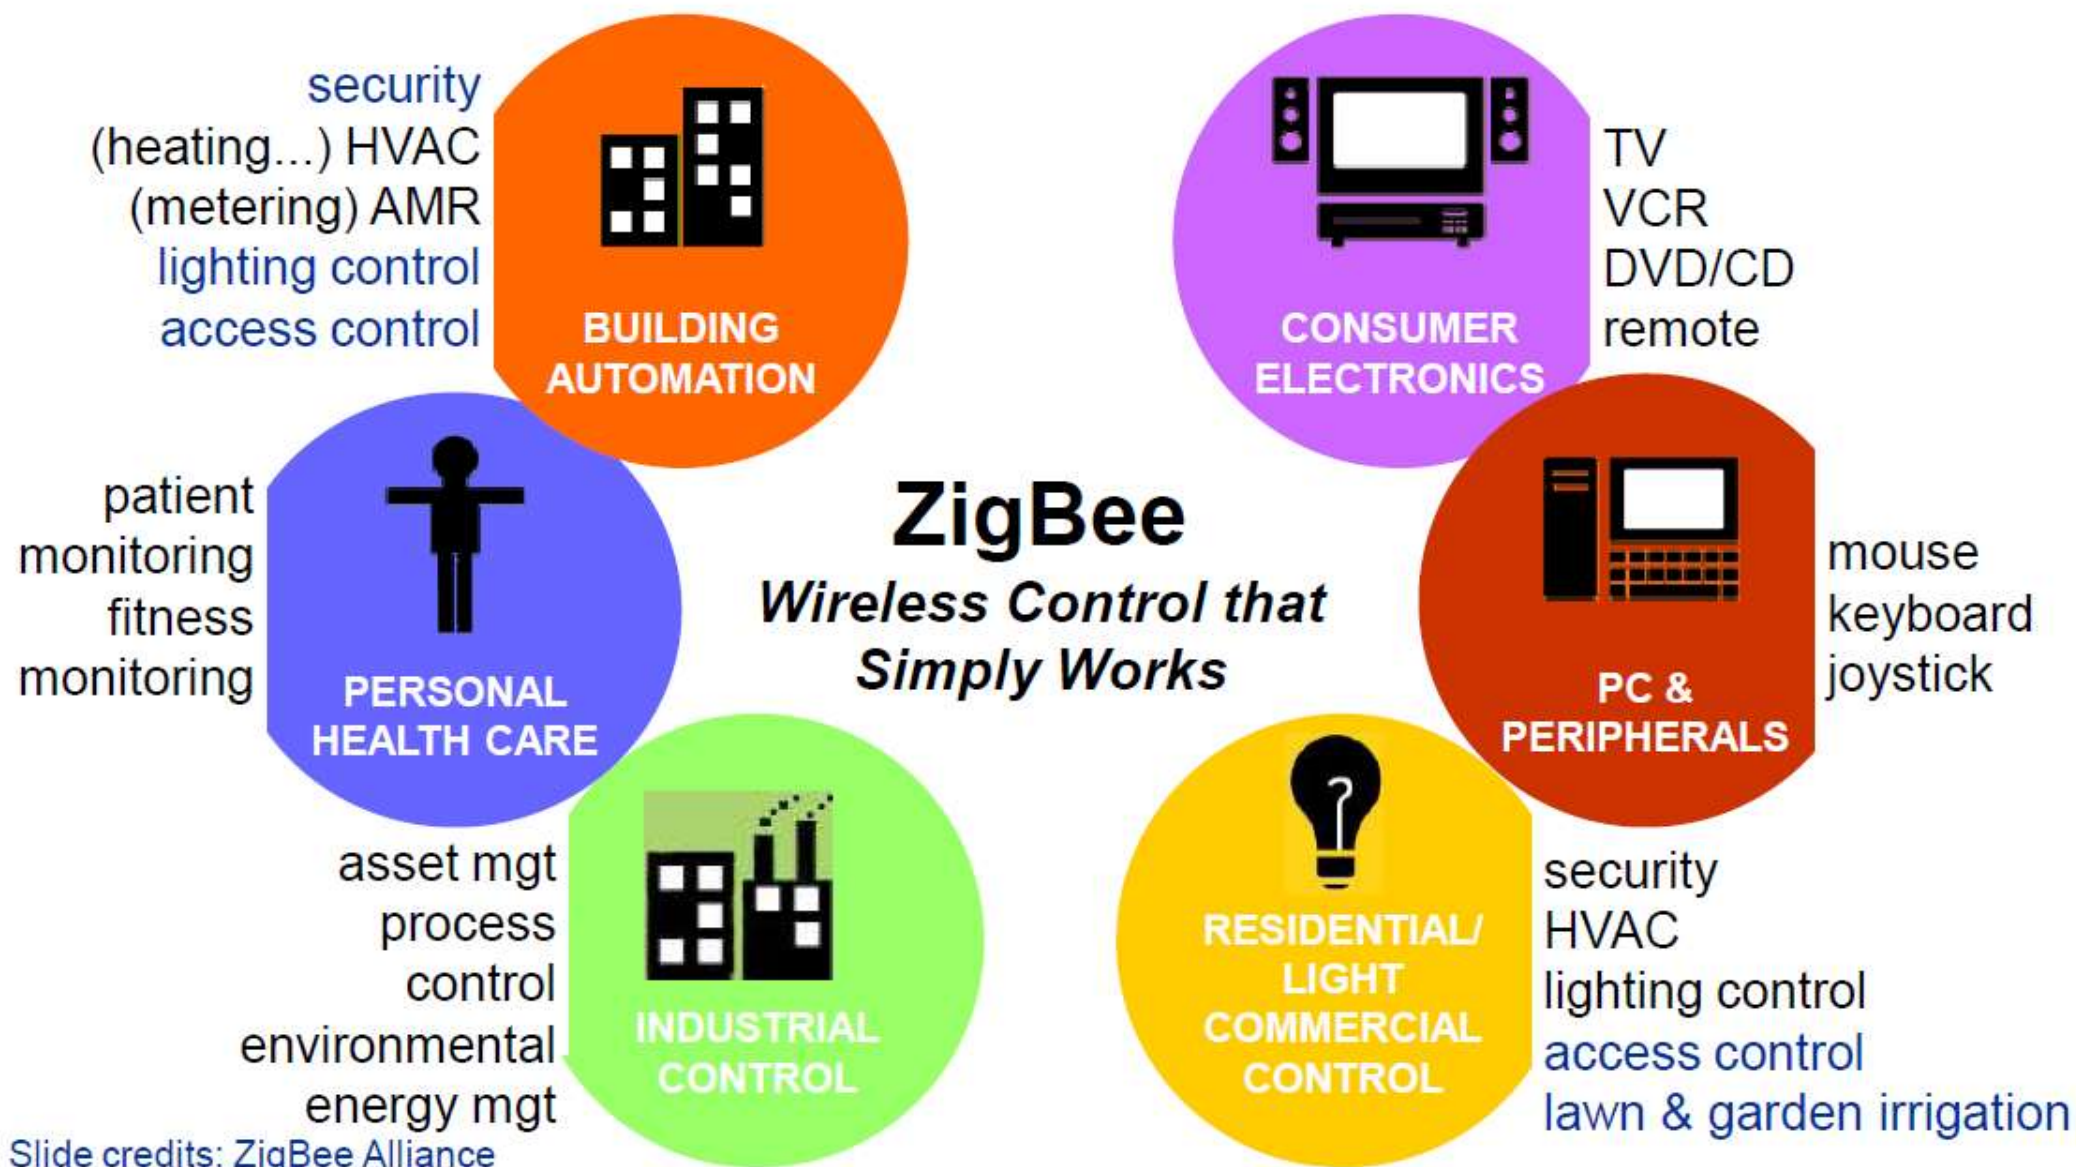 security
(heating...) HVAC
(metering) AMR
lighting control
access control
BUILDING
AUTOMATION
CONSUMER
ELECTRONICS
TV
VCR
DVD/CD
remote
patient
monitoring
fitness
monitoring
PERSONAL
HEALTH CARE
ZigBee
Wireless Control that
Simply Works
PC &
PERIPHERALS
mouse
keyboard
joystick
asset mgt
process
control
environmental
energy mgt
INDUSTRIAL
CONTROL
RESIDENTIAL/
LIGHT
COMMERCIAL
CONTROL
security
HVAC
lighting control
access control
lawn & garden irrigation
Slide credits: ZigBee Alliance